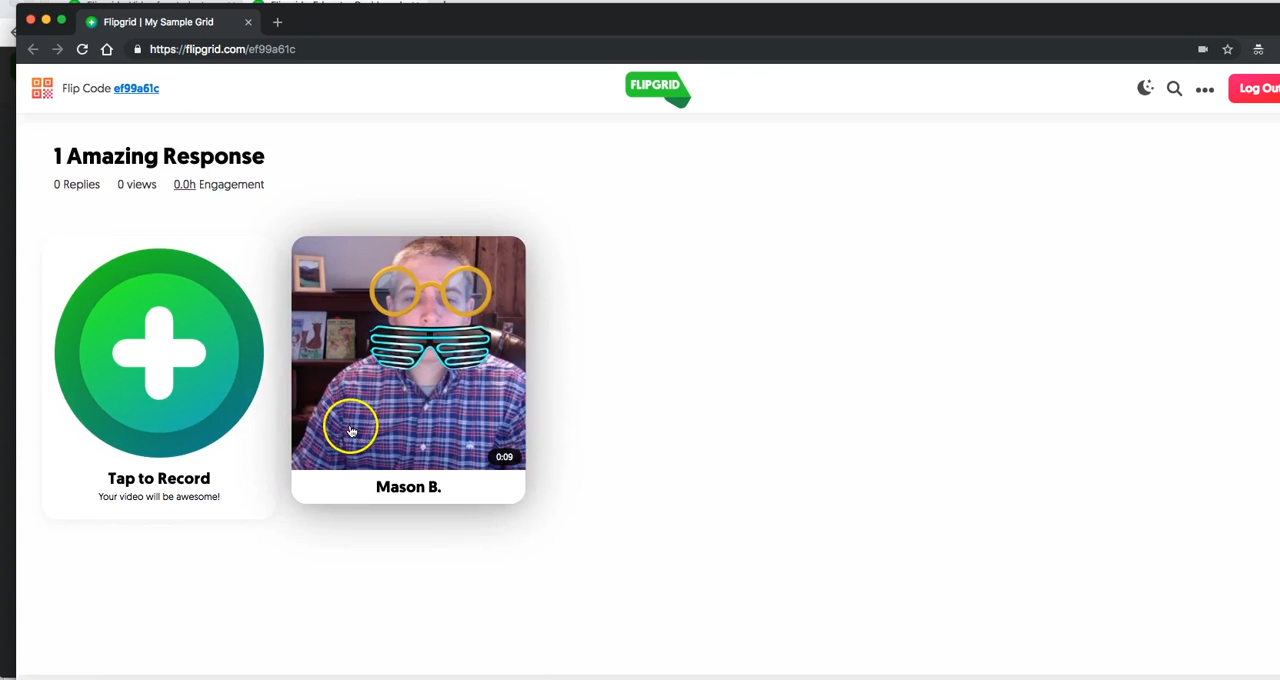 Flipgrid | My Sample Grid
https://flipgrid.com/ef99a61c
Flip Code ef99a61c
FLIPGRID
Log Out
1 Amazing Response
0 Replies 0 views 0.0h Engagement
0:09
Tap to Record
Your video will be awesome!
Mason B.